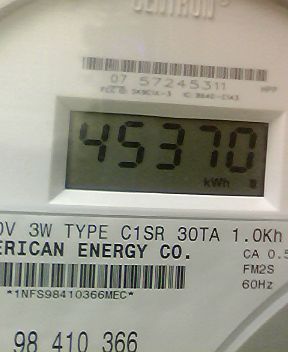 CENTRON
07 57245311
45370
kWh
0V 3W TYPE C1SR 30TA 1.0Kh
ERICAN ENERGY CO.
CA 0.5
FM2S
60Hz
*1NFS98410366MEC*
98 410 366